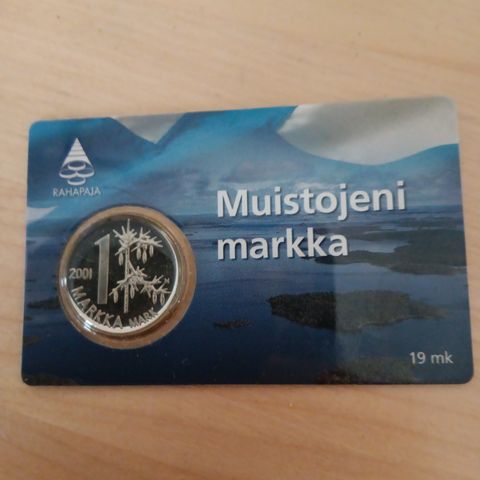 RAHAPAJA
Muistojeni
markka
2001
1
MARKKA MARK
19 mk